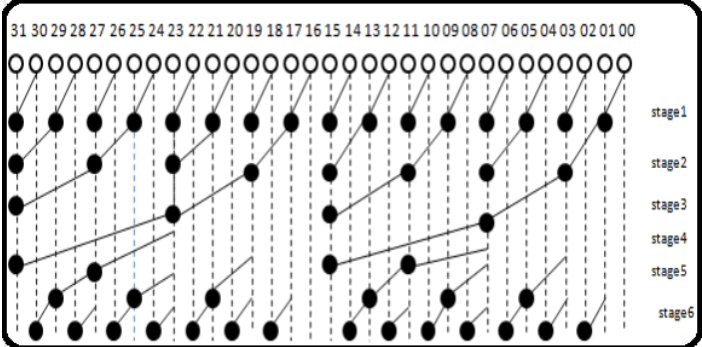 31 30 29 28 27 26 25 24 23 22 21 20 19 18 17 16 15 14 13 12 11 10 09 08 07 06 05 04 03 02 01 00
stage1
stage2
stage3
stage4
stage5
stage6